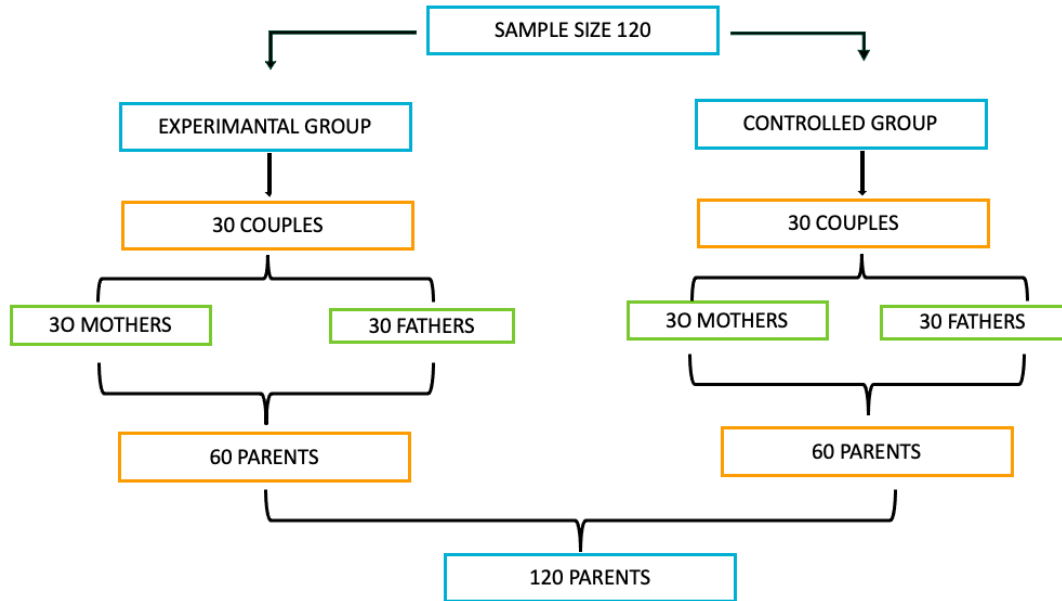 SAMPLE SIZE 120
EXPERIMANTAL GROUP
CONTROLLED GROUP
30 COUPLES
30 COUPLES
3O MOTHERS
30 FATHERS
3O MOTHERS
30 FATHERS
60 PARENTS
60 PARENTS
120 PARENTS